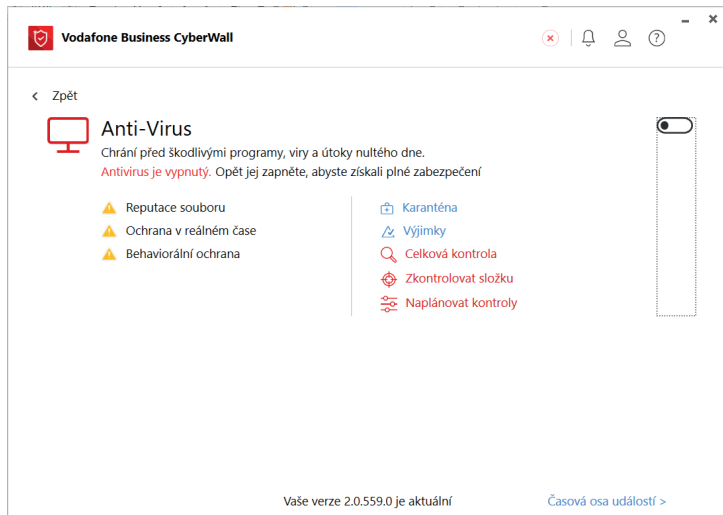 Vodafone Business CyberWall
Zpět
Anti-Virus
Chrání před škodlivými programy, viry a útoky nultého dne.
Antivirus je vypnutý. Opět jej zapněte, abyste získali plné zabezpečení
Reputace souboru
Ochrana v reálném čase
Behaviorální ochrana
Karanténa
Výjimky
Celková kontrola
Zkontrolovat složku
Naplánovat kontroly
Vaše verze 2.0.559.0 je aktuální
Časová osa událostí >